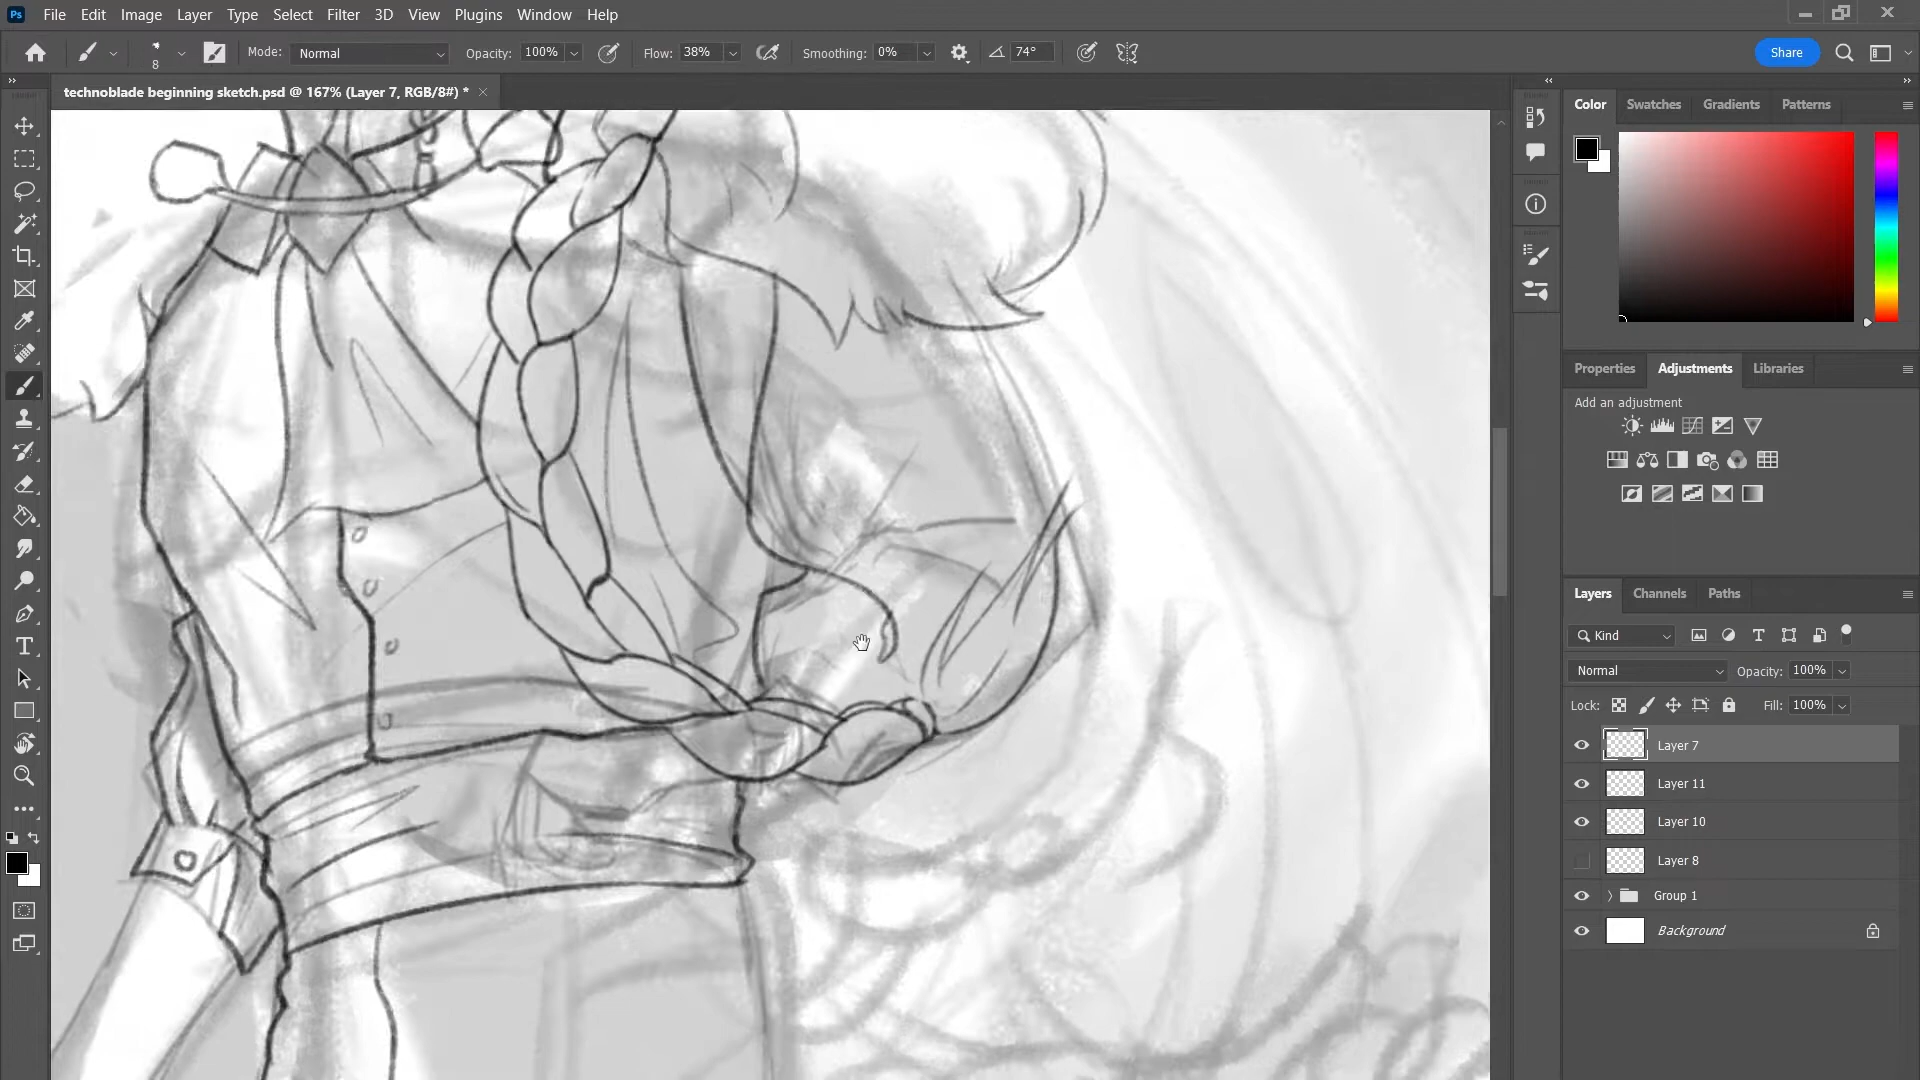 Ps File Edit Image Layer Type Select Filter 3D View Plugins Window Help
8 Mode: Normal Opacity: 100% Flow: 38% Smoothing: 0% 74° Share
technoblade beginning sketch.psd @ 167% (Layer 7, RGB/8#) *
Color Swatches Gradients Patterns
Properties Adjustments Libraries
Add an adjustment
Layers Channels Paths
Kind
Normal Opacity: 100%
Lock: Fill: 100%
Layer 7
Layer 11
Layer 10
Layer 8
Group 1
Background